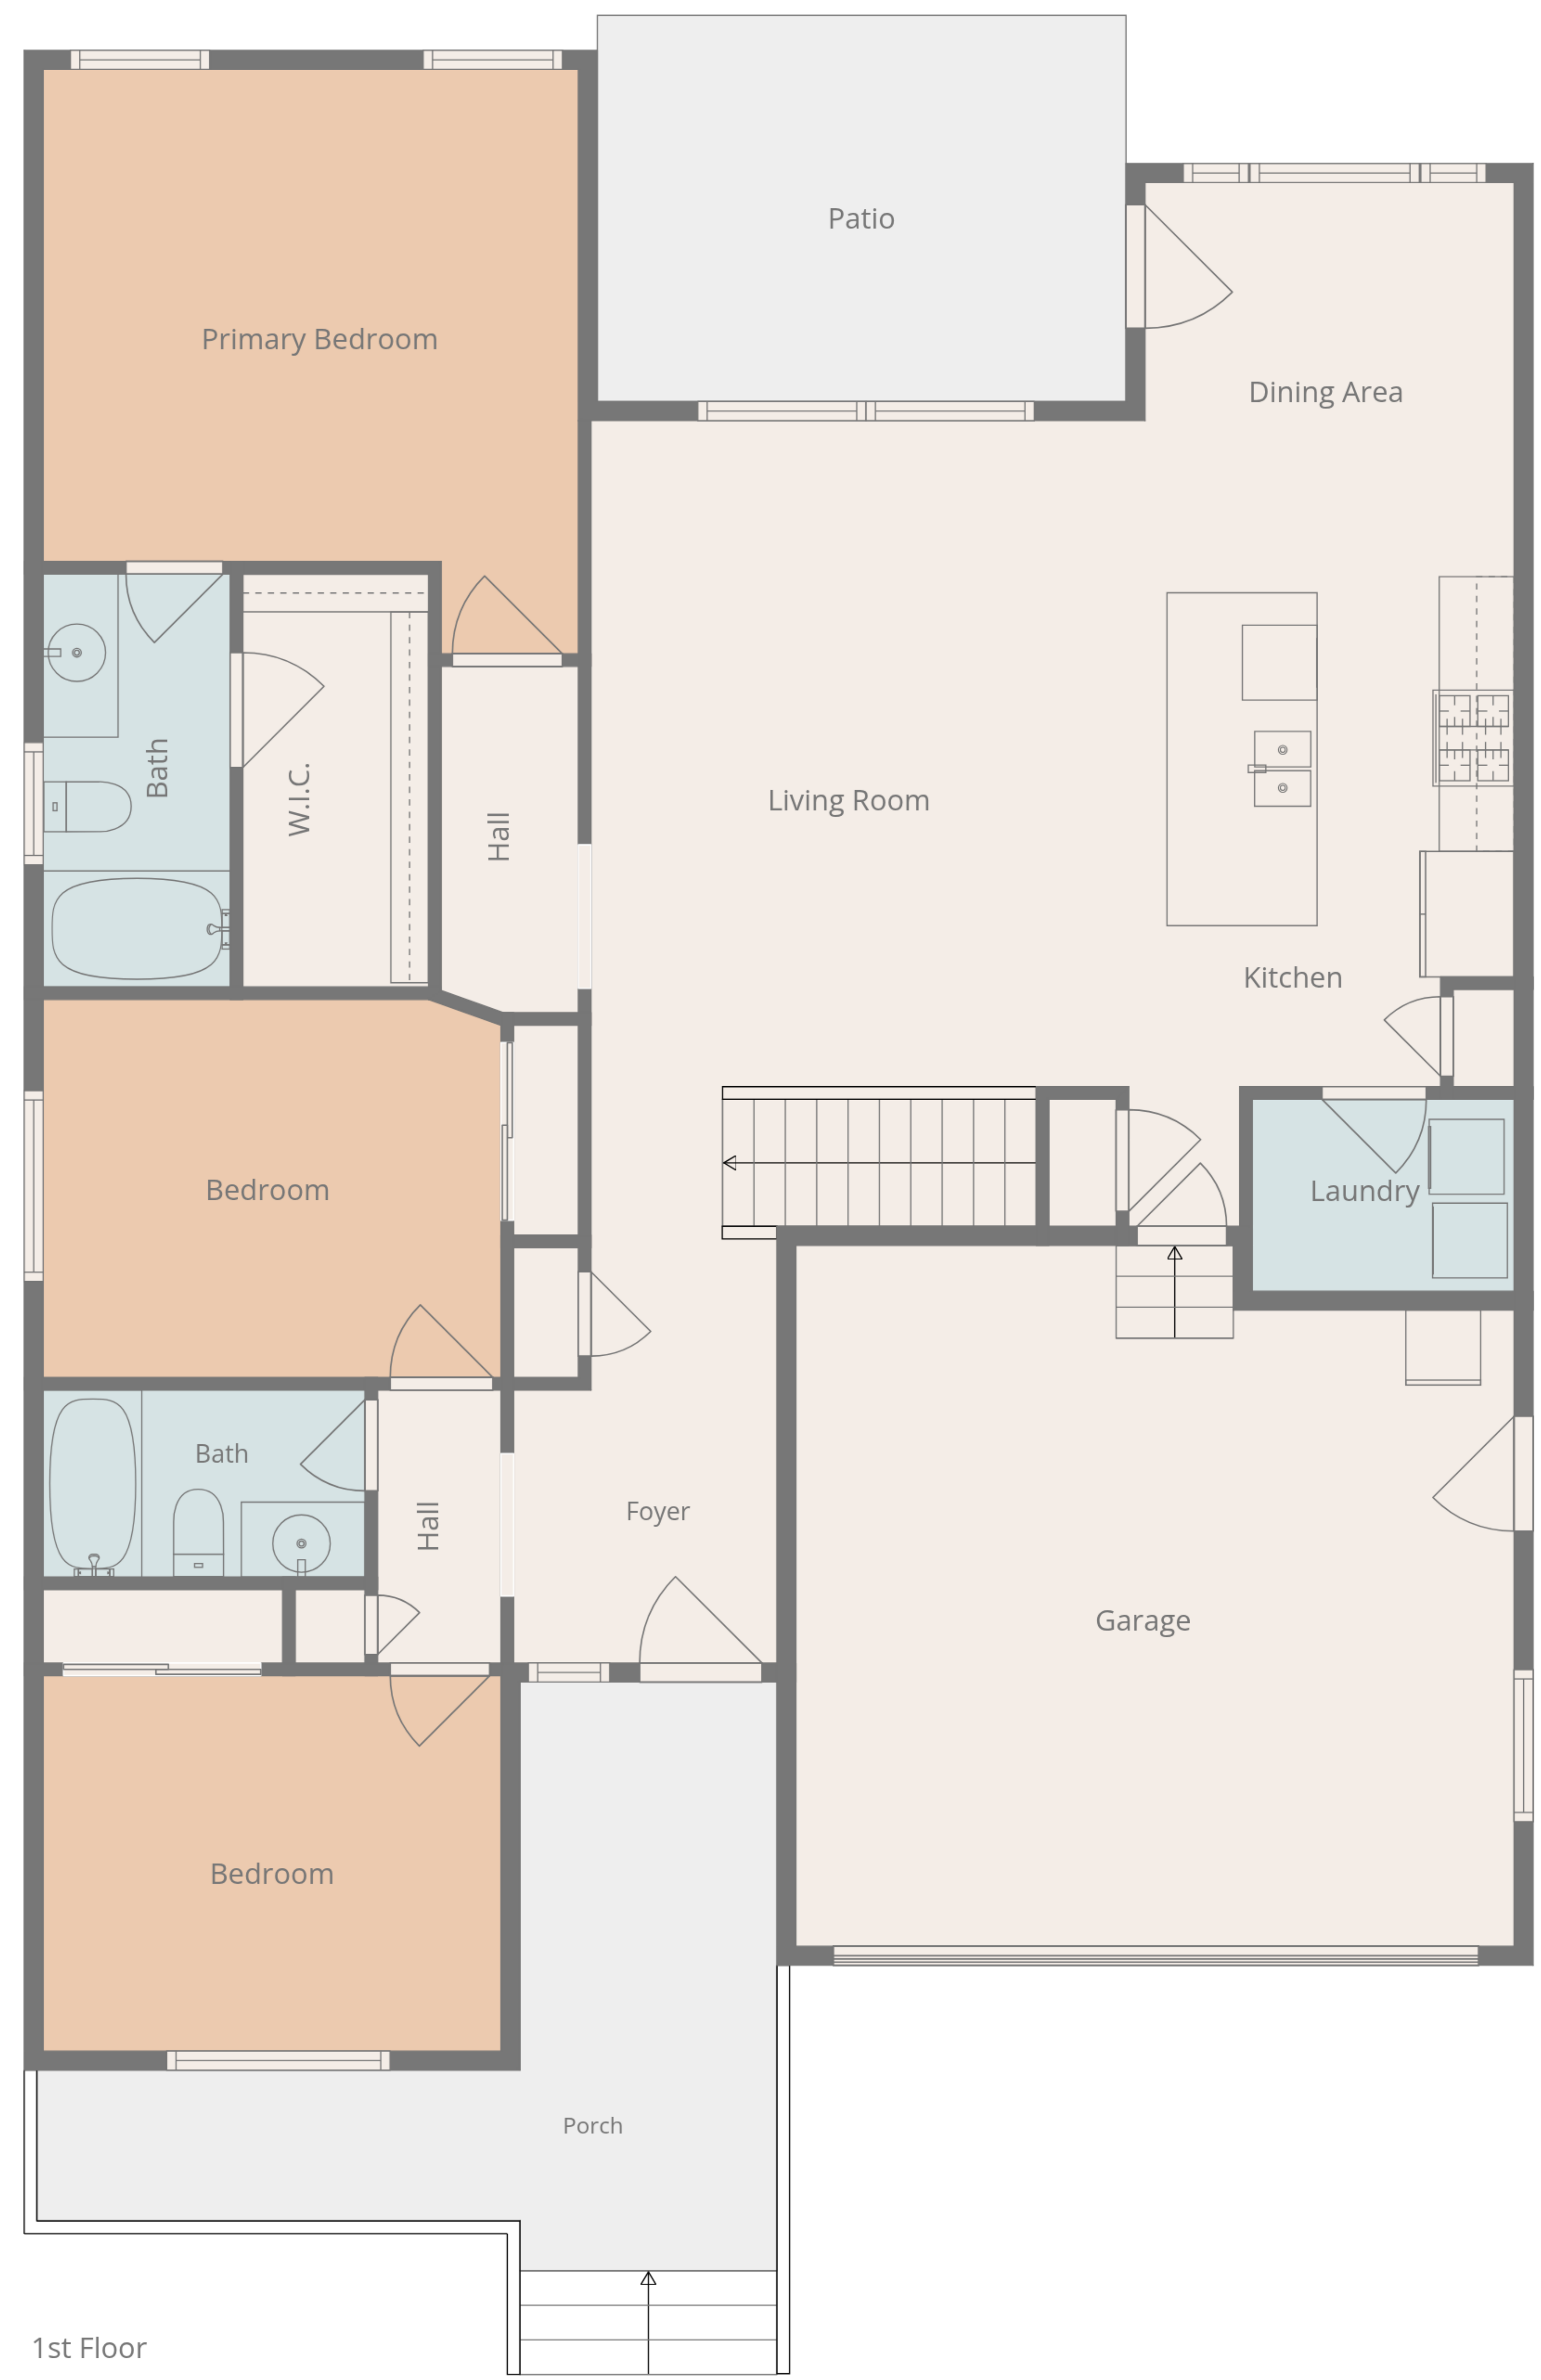 Patio
Primary Bedroom
Dining Area
Bath
W.I.C.
Hall
Living Room
Kitchen
Bedroom
Laundry
Bath
Hall
Foyer
Garage
Bedroom
Porch
1st Floor